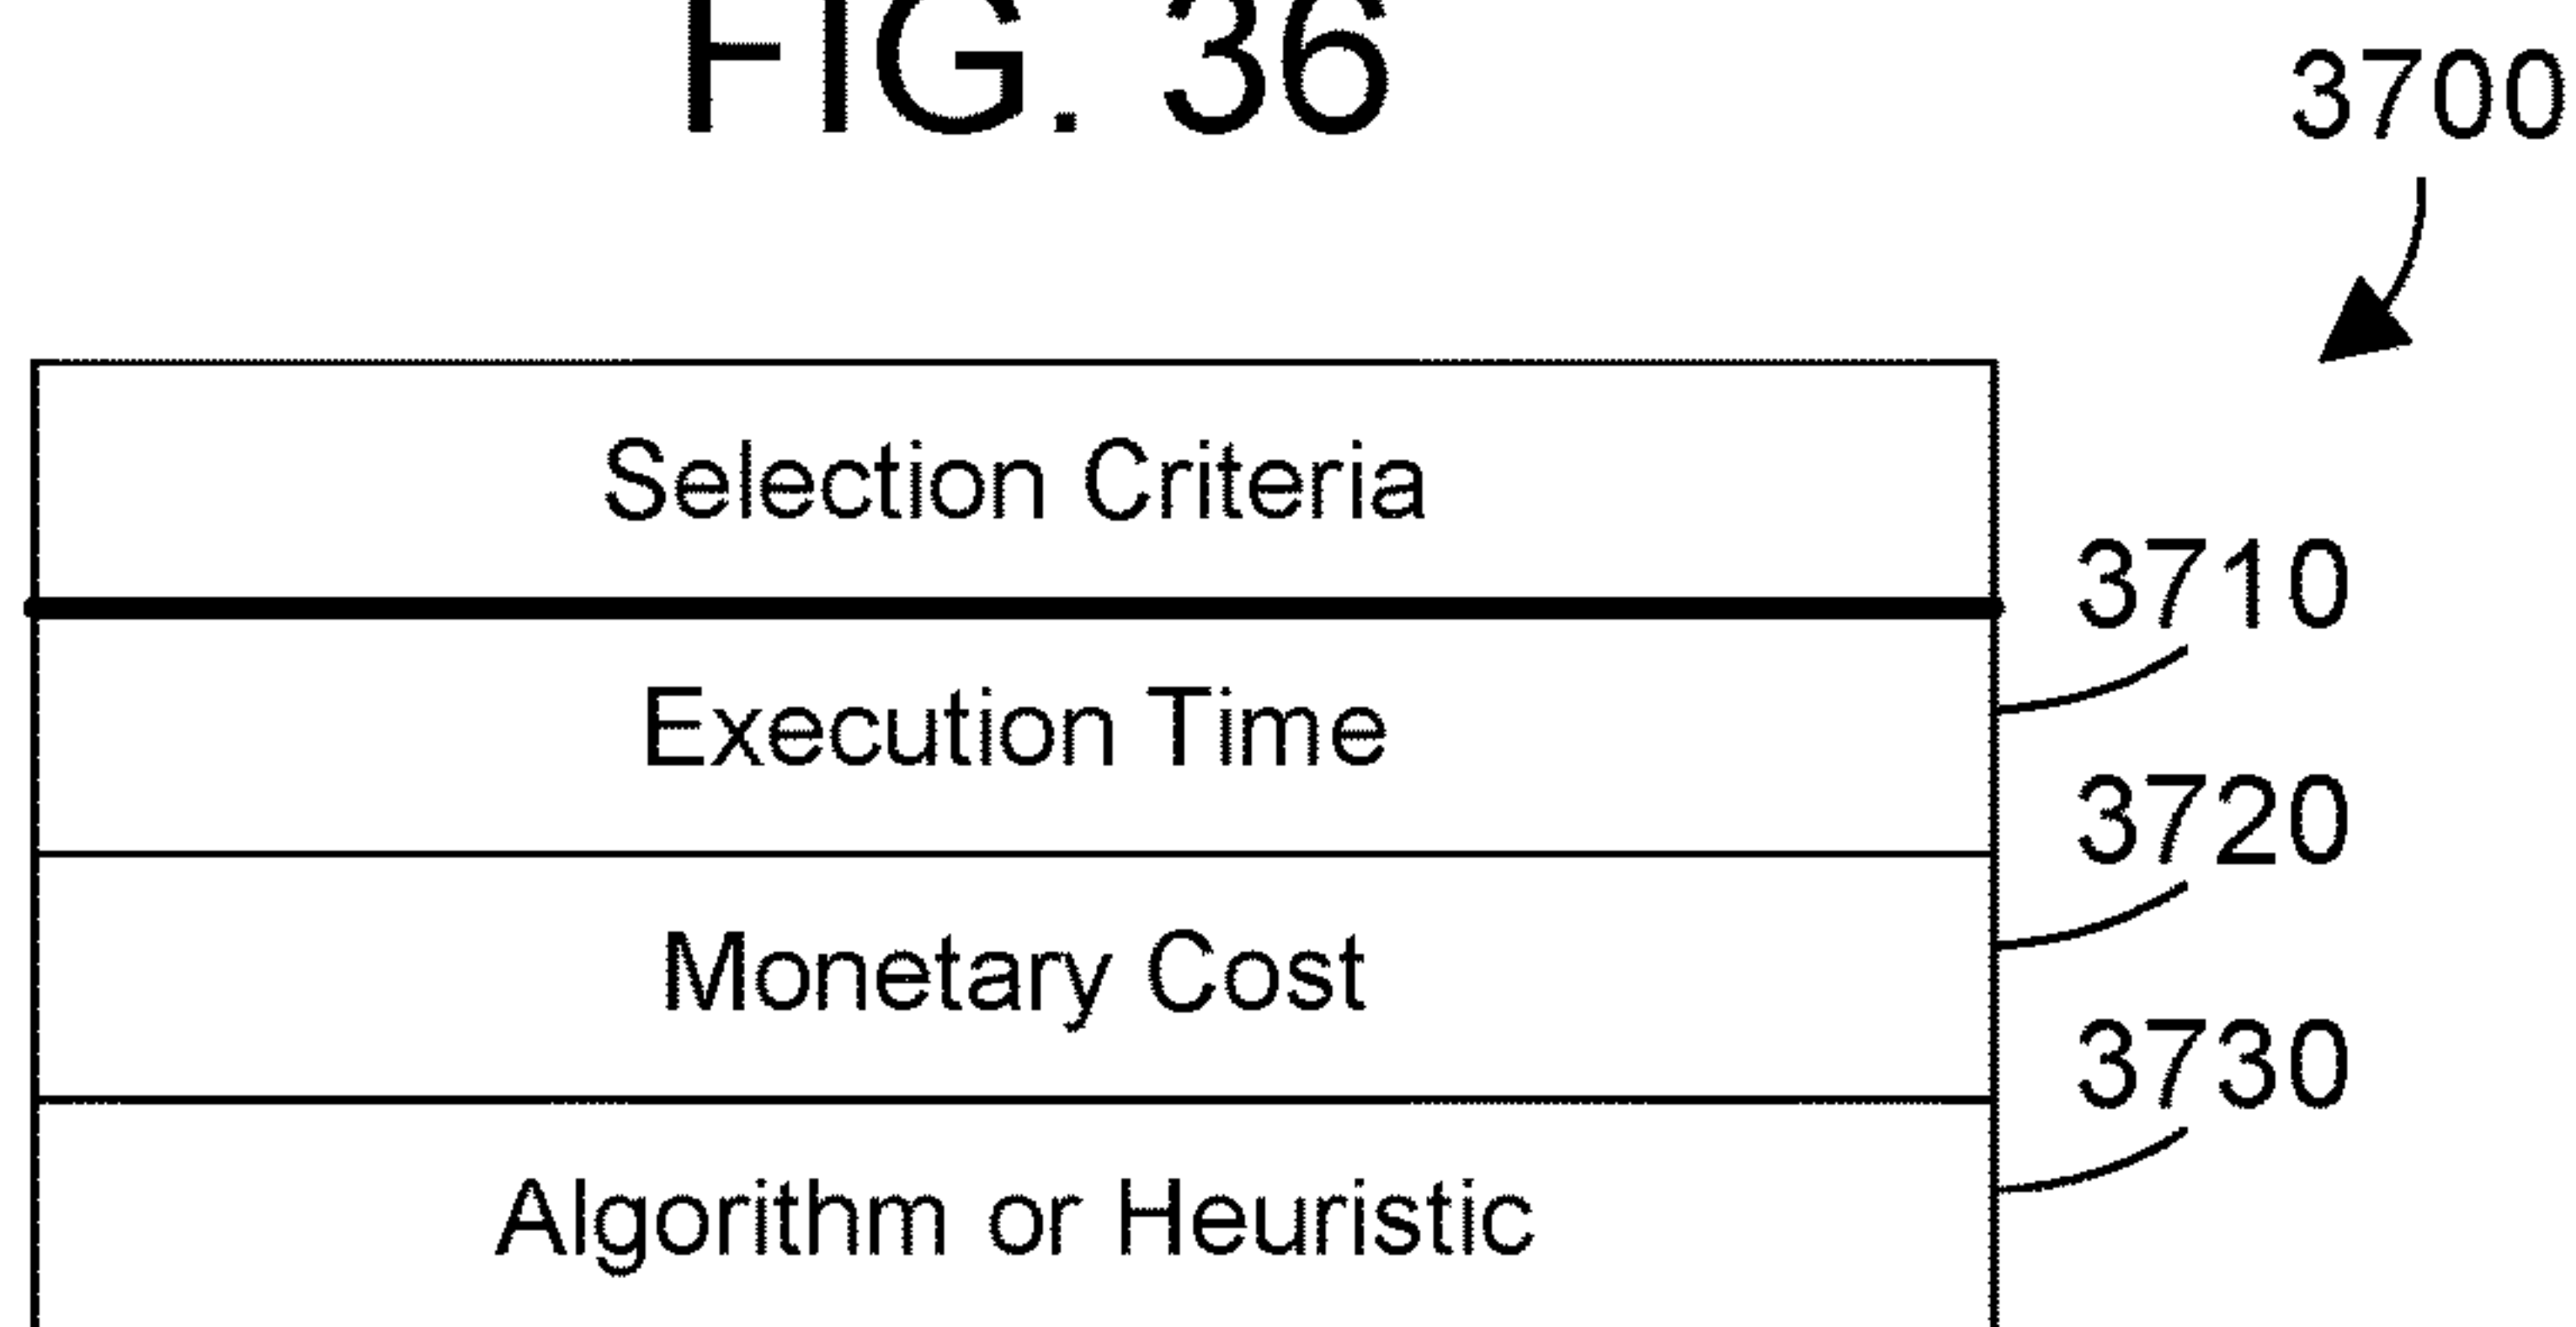 FIG. 36
3700
Selection Criteria
3710
Execution Time
3720
Monetary Cost
3730
Algorithm or Heuristic